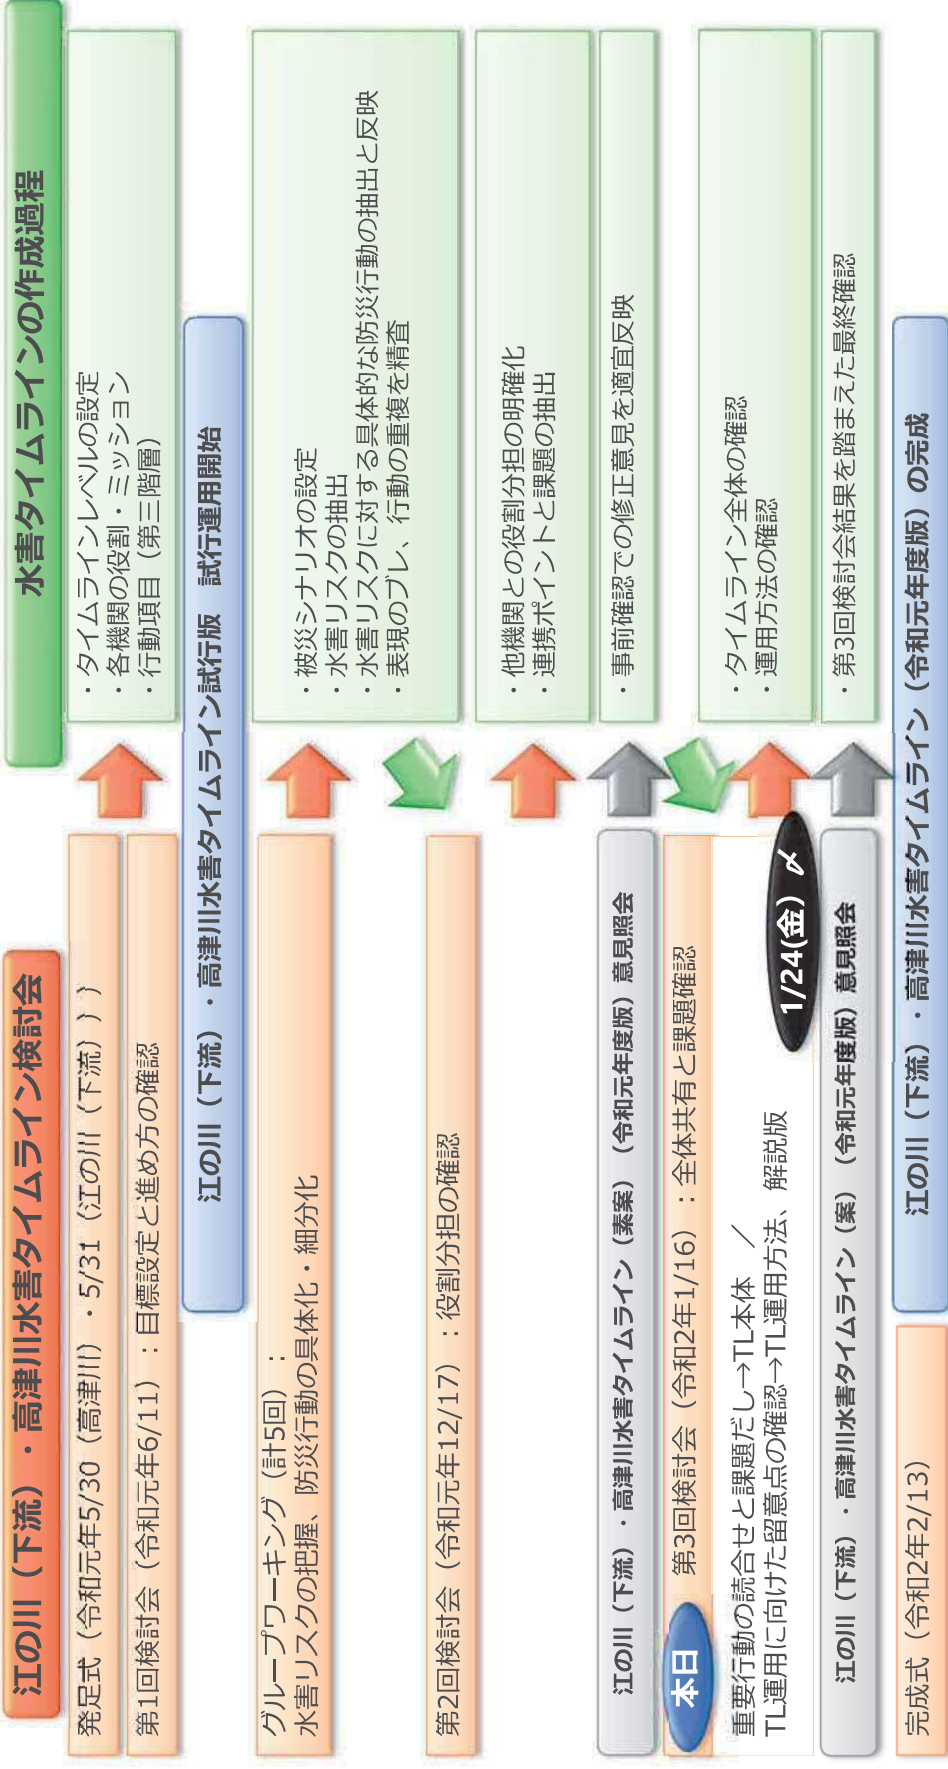 江の川（下流）・高津川水害タイムライン検討会
水害タイムラインの作成過程
発足式（令和元年5/30（高津川）・5/31（江の川（下流）））
第1回検討会（令和元年6/11）：目標設定と進め方の確認
・タイムラインレベルの設定
・各機関の役割・ミッション
・行動項目（第三階層）
江の川（下流）・高津川水害タイムライン試行版　試行運用開始
グループワーキング（計5回）：
水害リスクの把握、防災行動の具体化・細分化
・被災シナリオの設定
・水害リスクの抽出
・水害リスクに対する具体的な防災行動の抽出と反映
・表現のブレ、行動の重複を精査
第2回検討会（令和元年12/17）：役割分担の確認
・他機関との役割分担の明確化
・連携ポイントと課題の抽出
江の川（下流）・高津川水害タイムライン（素案）（令和元年度版）意見照会
・事前確認での修正意見を適宜反映
本日
第3回検討会（令和2年1/16）：全体共有と課題確認
重要行動の読合せと課題だし→TL本体　／
TL運用に向けた留意点の確認→TL運用方法、解説版
・タイムライン全体の確認
・運用方法の確認
1/24(金)〆
江の川（下流）・高津川水害タイムライン（案）（令和元年度版）意見照会
・第3回検討会結果を踏まえた最終確認
完成式（令和2年2/13）
江の川（下流）・高津川水害タイムライン（令和元年度版）の完成